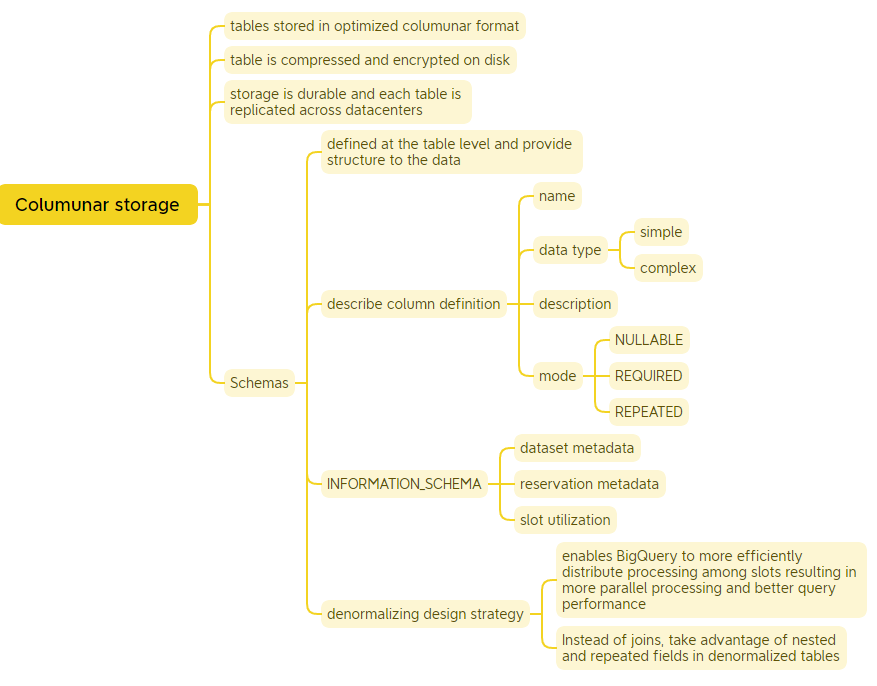 tables stored in optimized columunar format
table is compressed and encrypted on disk
storage is durable and each table is
replicated across datacenters
defined at the table level and provide
structure to the data
name
Columunar storage
simple
data type
complex
describe column definition
description
NULLABLE
mode
REQUIRED
Schemas
REPEATED
dataset metadata
INFORMATION_SCHEMA
reservation metadata
slot utilization
enables BigQuery to more efficiently
distribute processing among slots resulting in
more parallel processing and better query
performance
denormalizing design strategy
Instead of joins, take advantage of nested
and repeated fields in denormalized tables